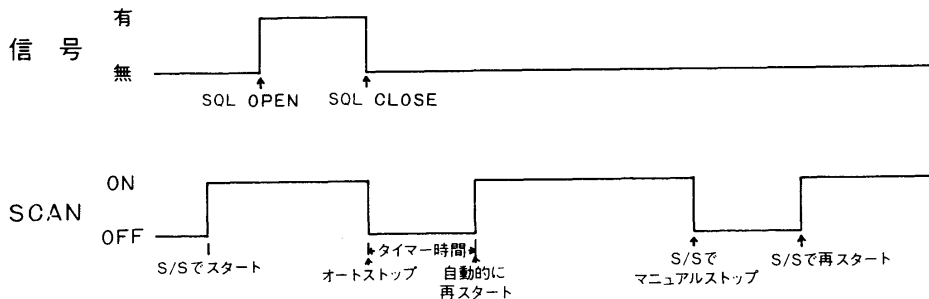 信 号
有
無
SQL OPEN
SQL CLOSE
SCAN
ON
OFF
S/Sでスタート
オートストップ
タイマー時間
自動的に
再スタート
S/Sで
マニュアルストップ
S/Sで再スタート